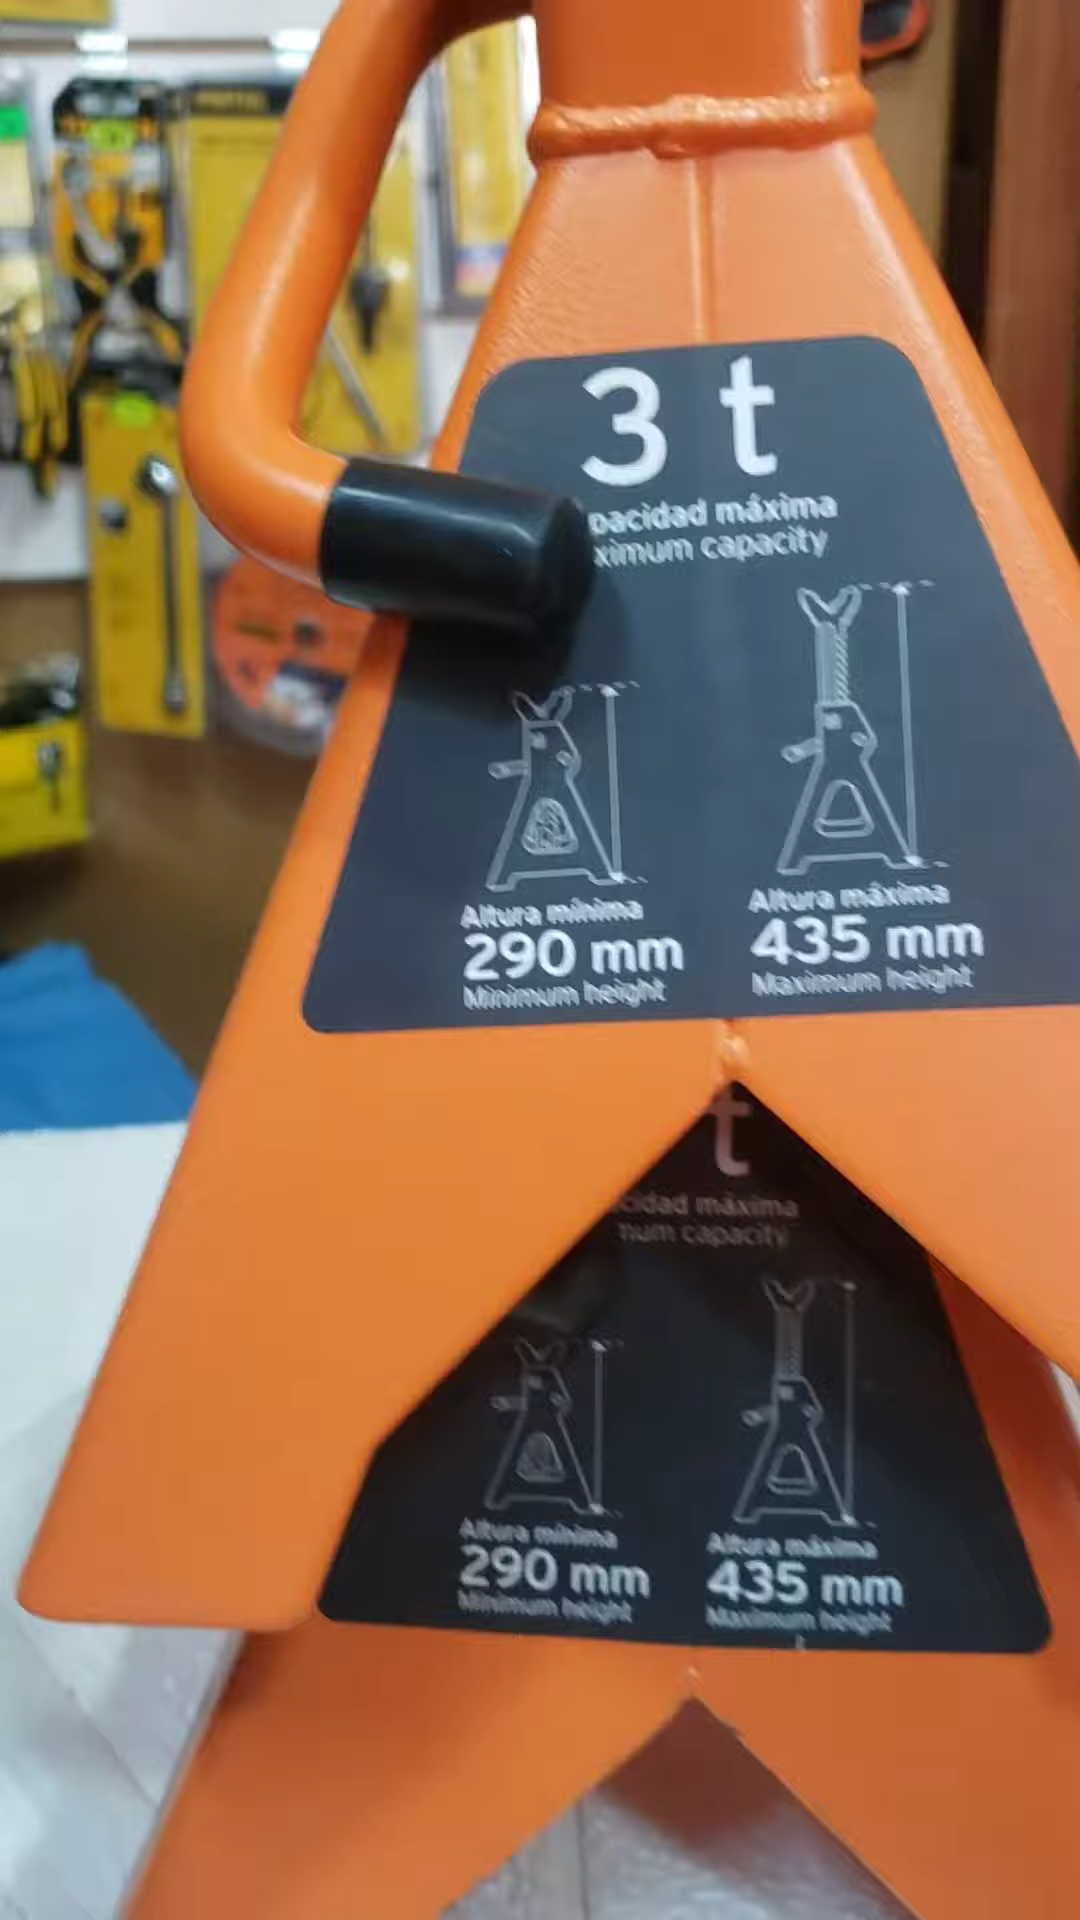 3 t
pacidad máxima
ximum capacity
Altura mínima
290 mm
Minimum height
Altura máxima
435 mm
Maximum height
t
cidad máxima
num capacity
Altura mínima
290 mm
Minimum height
Altura máxima
435 mm
Maximum height